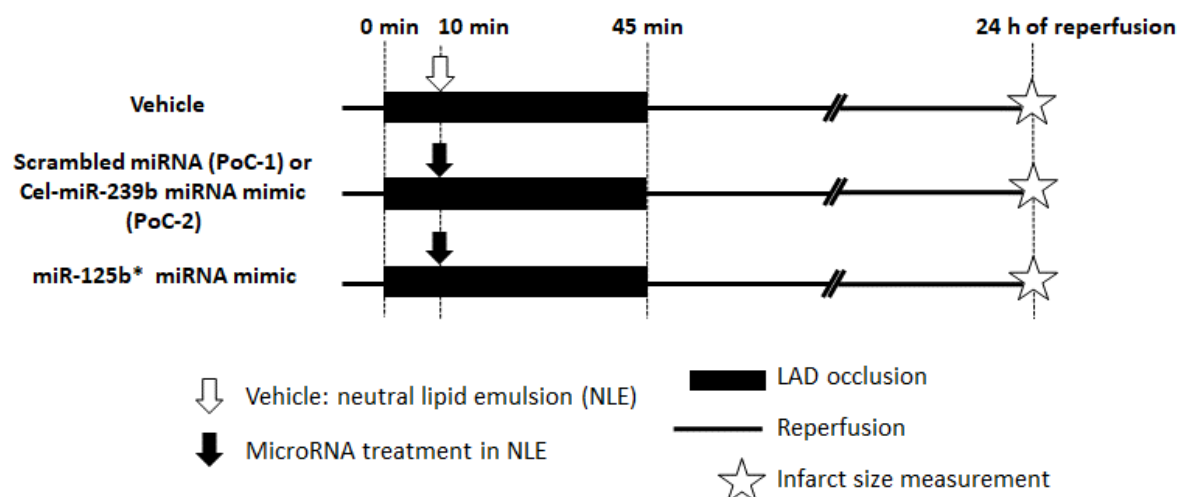 0 min 10 min 45 min 24 h of reperfusion
Vehicle
Scrambled miRNA (PoC-1) or
Cel-miR-239b miRNA mimic
(PoC-2)
miR-125b* miRNA mimic
Vehicle: neutral lipid emulsion (NLE)
MicroRNA treatment in NLE
LAD occlusion
Reperfusion
Infarct size measurement